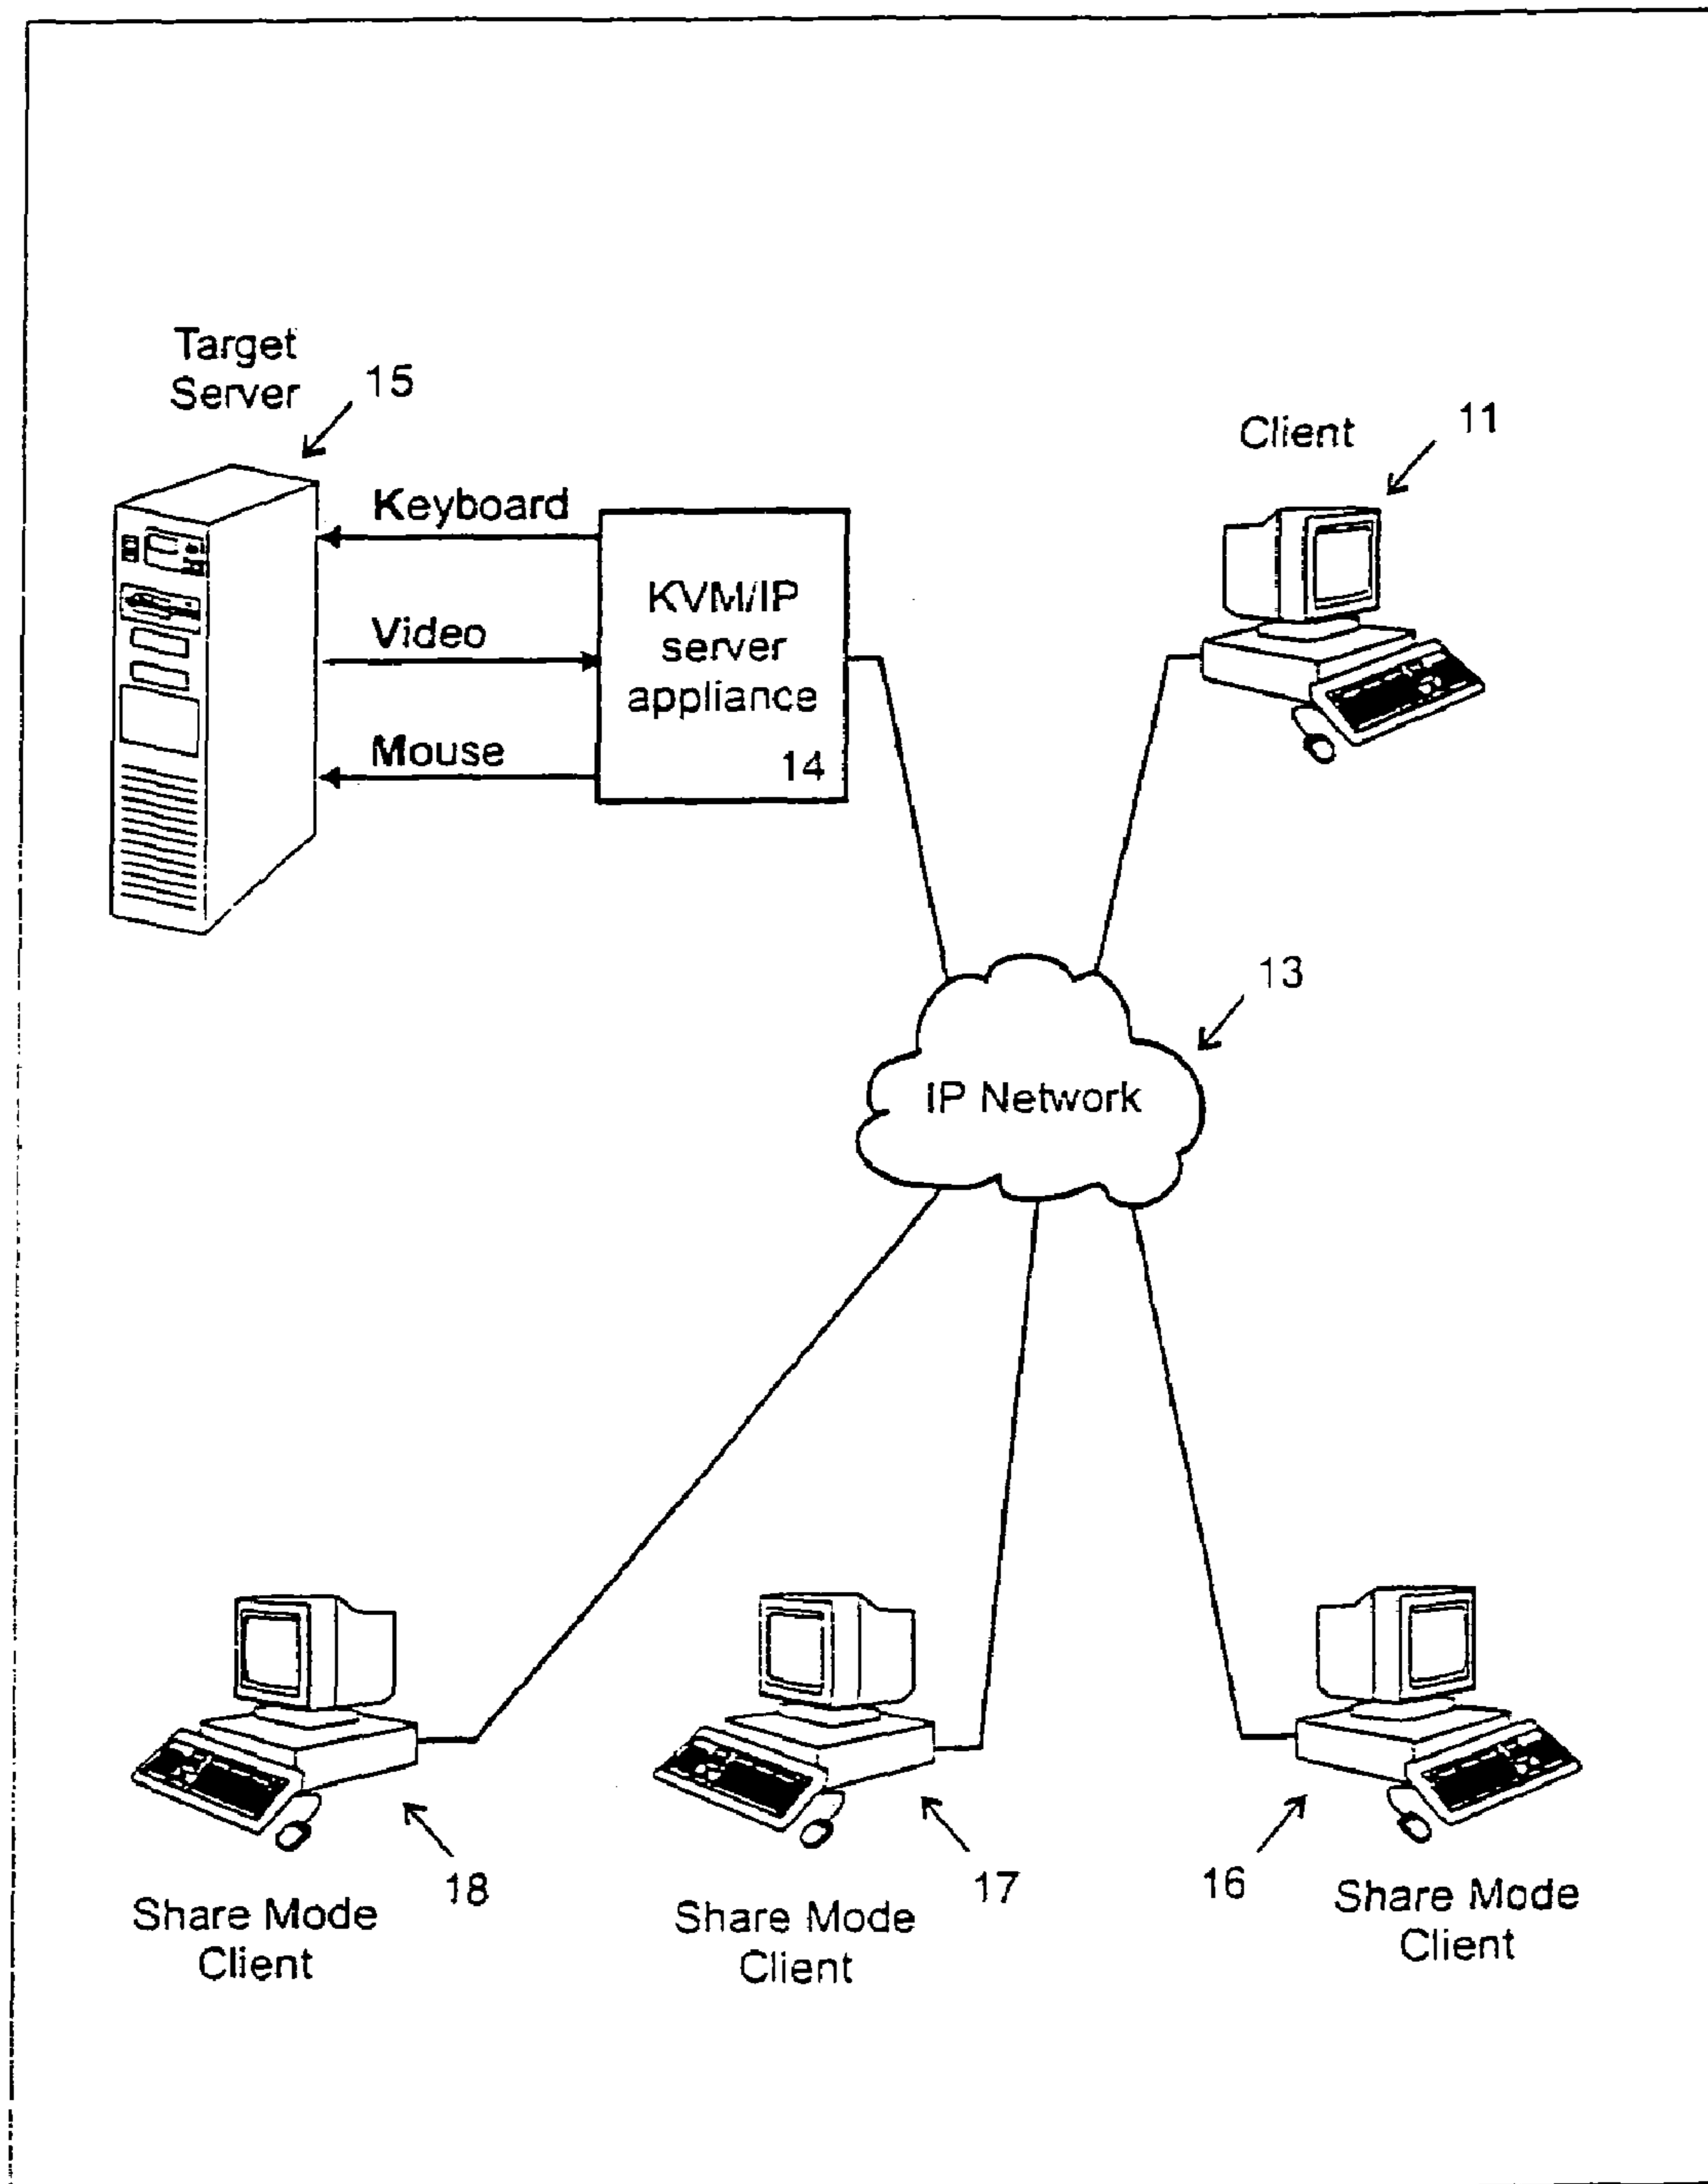 Target
Server
15
Client
11
Keyboard
Video
Mouse
KVM/IP
server
appliance
14
13
IP Network
18
Share Mode
Client
17
Share Mode
Client
16
Share Mode
Client